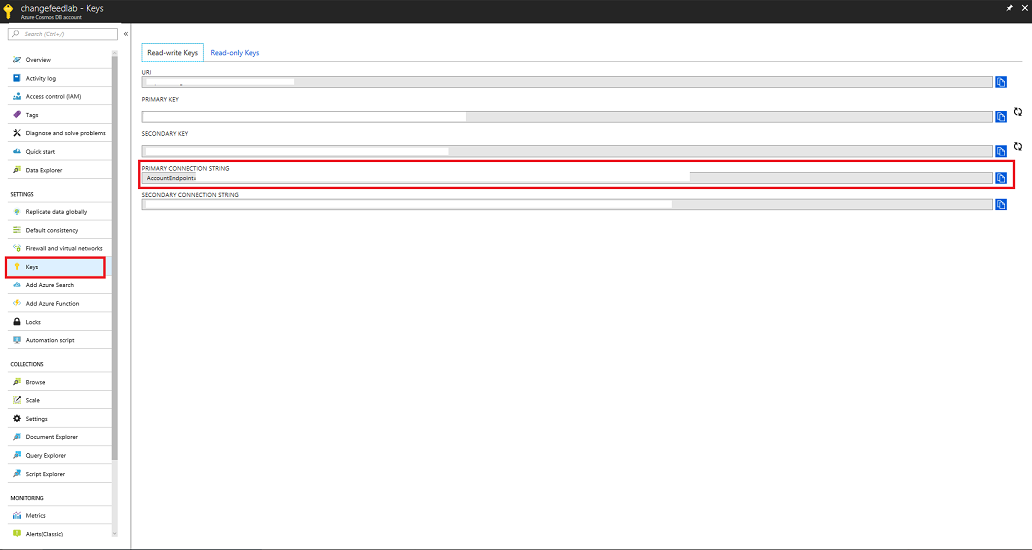 changefeedlab - Keys
Azure Cosmos DB account
Search (Ctrl+/)
«
Overview
Activity log
Access control (IAM)
Tags
Diagnose and solve problems
Quick start
Data Explorer
SETTINGS
Replicate data globally
Default consistency
Firewall and virtual networks
Keys
Add Azure Search
Add Azure Function
Locks
Automation script
COLLECTIONS
Browse
Scale
Settings
Document Explorer
Query Explorer
Script Explorer
MONITORING
Metrics
Alerts(Classic)
Read-write Keys
Read-only Keys
URI
PRIMARY KEY
SECONDARY KEY
PRIMARY CONNECTION STRING
AccountEndpoint=
SECONDARY CONNECTION STRING